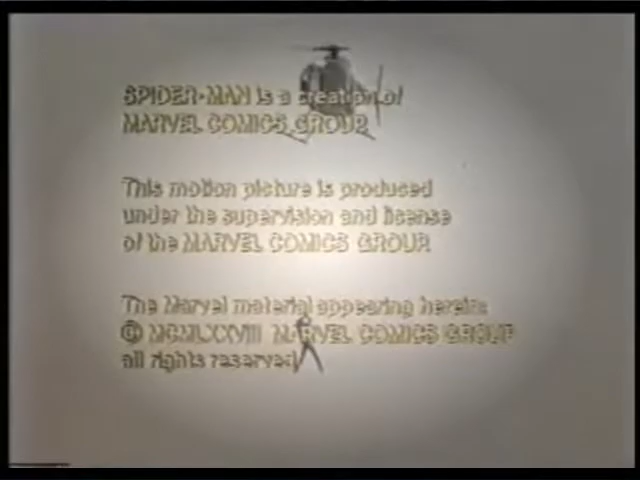 SPIDER-MAN is a creation of
MARVEL COMICS GROUP.
This motion picture is produced
under the supervision and license
of the MARVEL COMICS GROUP.
The Marvel material appearing herein:
© MCMLXXVIII MARVEL COMICS GROUP
all rights reserved.